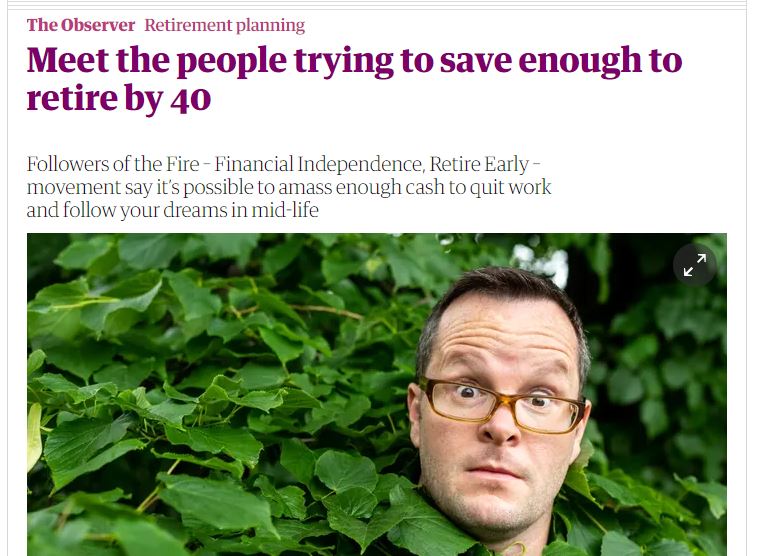 The Observer Retirement planning
Meet the people trying to save enough to
retire by 40
Followers of the Fire – Financial Independence, Retire Early –
movement say it's possible to amass enough cash to quit work
and follow your dreams in mid-life